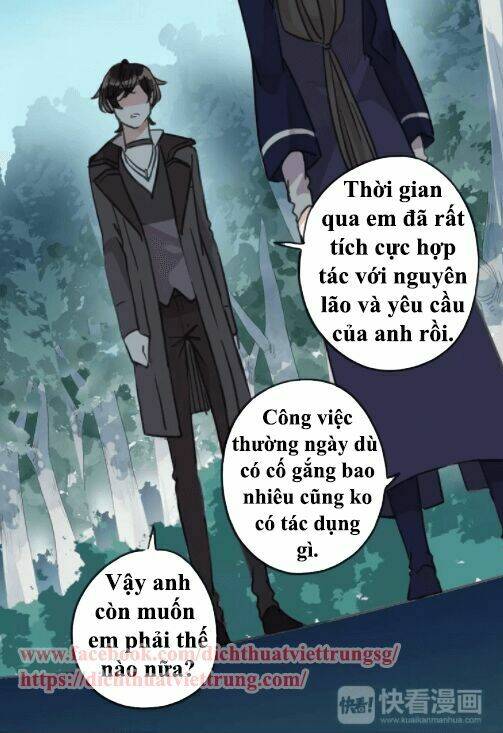 Thời gian
qua em đã rất
tích cực hợp
tác với nguyên
lão và yêu cầu
của anh rồi.
Công việc
thường ngày dù
có cố gắng bao
nhiêu cũng ko
có tác dụng
gì.
Vậy anh
còn muốn
em phải thế
nào nữa?
www.facebook.com/dichthuatviettrungsg/
https://dichthuatviettrung.com/
快看! 快看漫画
www.kuaikanmanhua.com